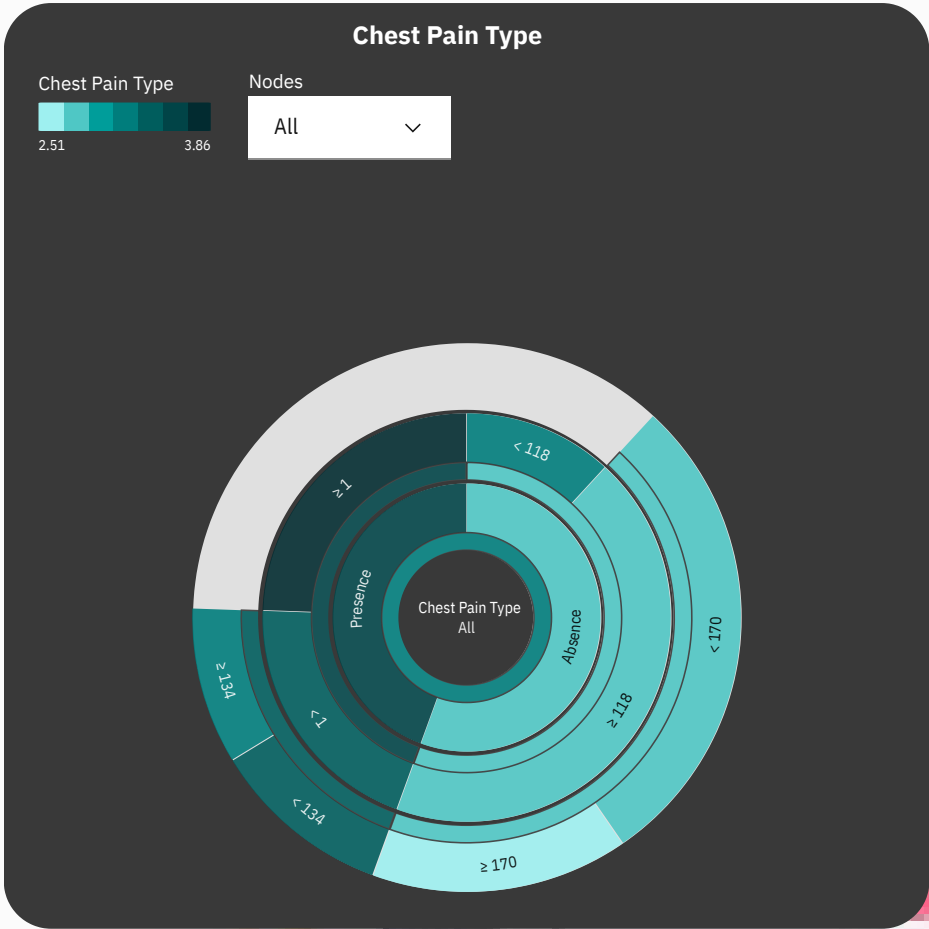 Chest Pain Type
Chest Pain Type
Nodes
2.51
3.86
All
< 118
≥ 1
Presence
Chest Pain Type
All
Absence
< 170
≥ 134
< 1
≥ 118
< 134
≥ 170